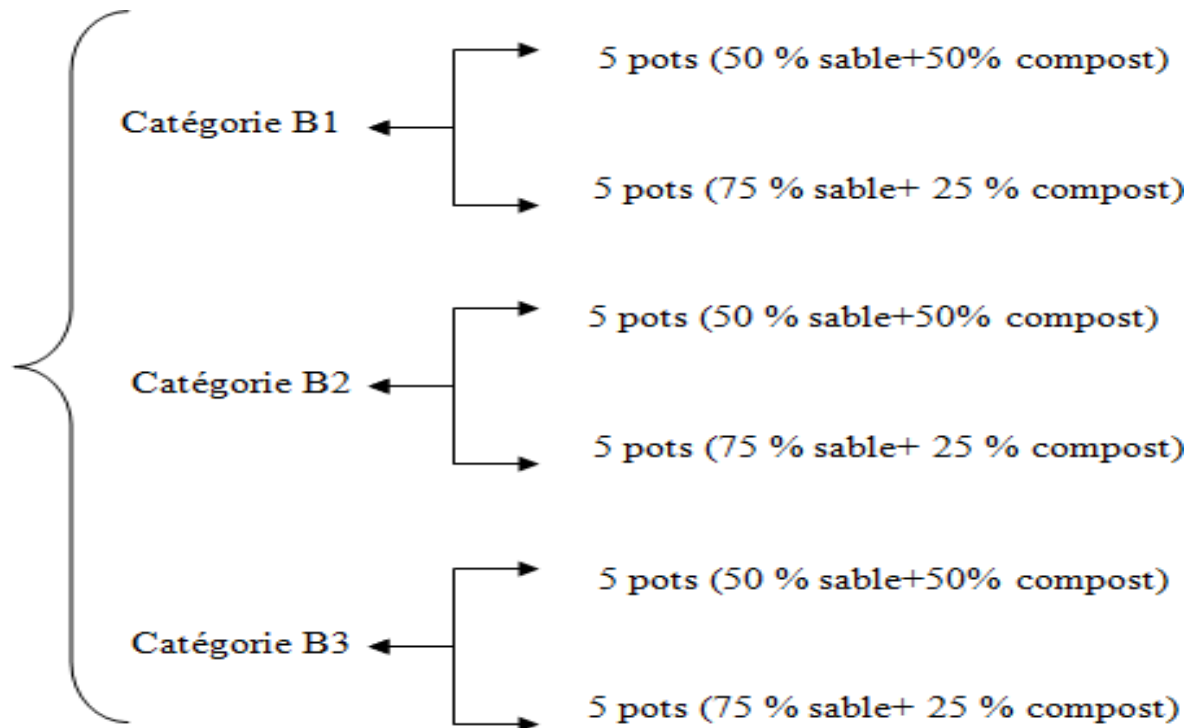 5 pots (50 % sable+50% compost)
Catégorie B1
5 pots (75 % sable+ 25 % compost)
5 pots (50 % sable+50% compost)
Catégorie B2
5 pots (75 % sable+ 25 % compost)
5 pots (50 % sable+50% compost)
Catégorie B3
5 pots (75 % sable+ 25 % compost)